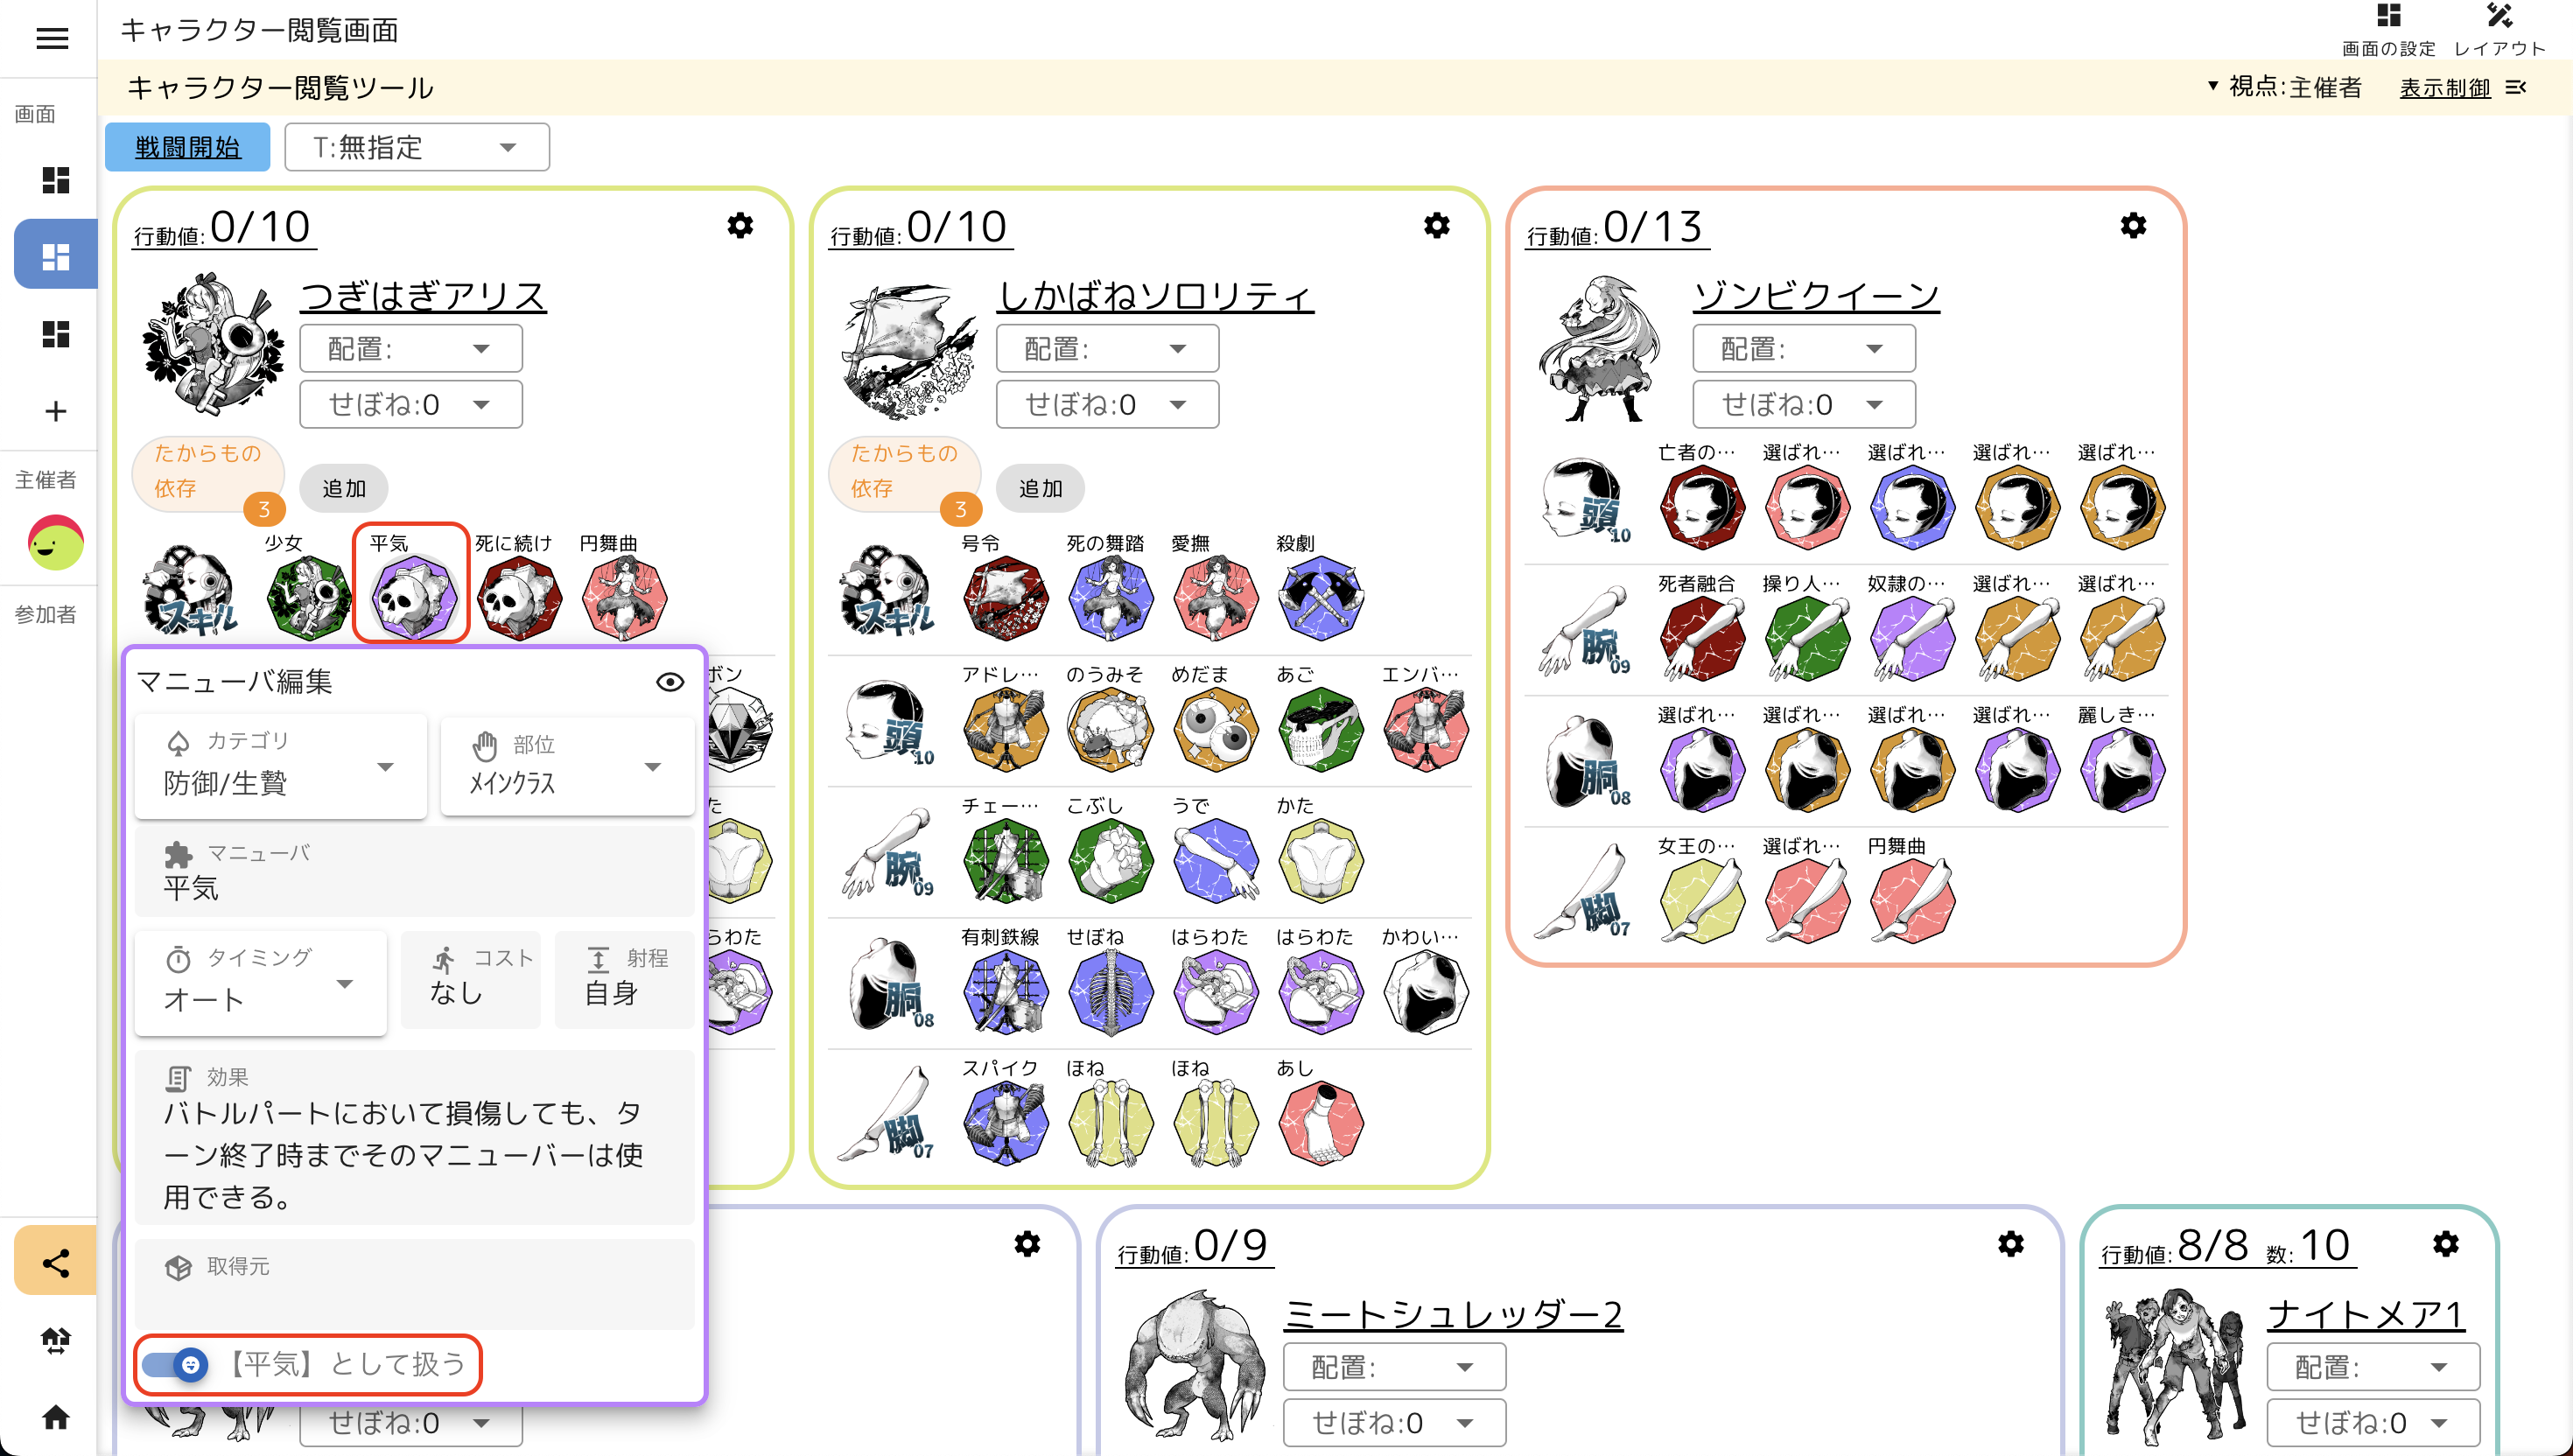 キャラクター閲覧画面
画面の設定 レイアウト
キャラクター閲覧ツール
▼ 視点:主催者 表示制御
画面
主催者
参加者
戦闘開始 T:無指定
行動値:0/10
つぎはぎアリス
配置:
せぼね:0
たからもの
依存
3
追加
スキル
少女 平気 死に続け 円舞曲
ボン
た
らわた
マニューバ編集
カテゴリ
防御/生贄
部位
メインクラス
マニューバ
平気
タイミング
オート
コスト
なし
射程
自身
効果
バトルパートにおいて損傷しても、タ
ーン終了時までそのマニューバーは使
用できる。
取得元
【平気】として扱う
せぼね:0
行動値:0/10
しかばねソロリティ
配置:
せぼね:0
たからもの
依存
3
追加
スキル
号令 死の舞踏 愛撫 殺劇
頭10
アドレ… のうみそ めだま あご エンバ…
腕09
チェー… こぶし うで かた
胴08
有刺鉄線 せぼね はらわた はらわた かわい…
脚07
スパイク ほね ほね あし
行動値:0/13
ゾンビクイーン
配置:
せぼね:0
頭10
亡者の… 選ばれ… 選ばれ… 選ばれ… 選ばれ…
腕09
死者融合 操り人… 奴隷の… 選ばれ… 選ばれ…
胴08
選ばれ… 選ばれ… 選ばれ… 選ばれ… 麗しき…
脚07
女王の… 選ばれ… 円舞曲
行動値:0/9
ミートシュレッダー2
配置:
せぼね:0
行動値:8/8 数:10
ナイトメア1
配置:
せぼね:0